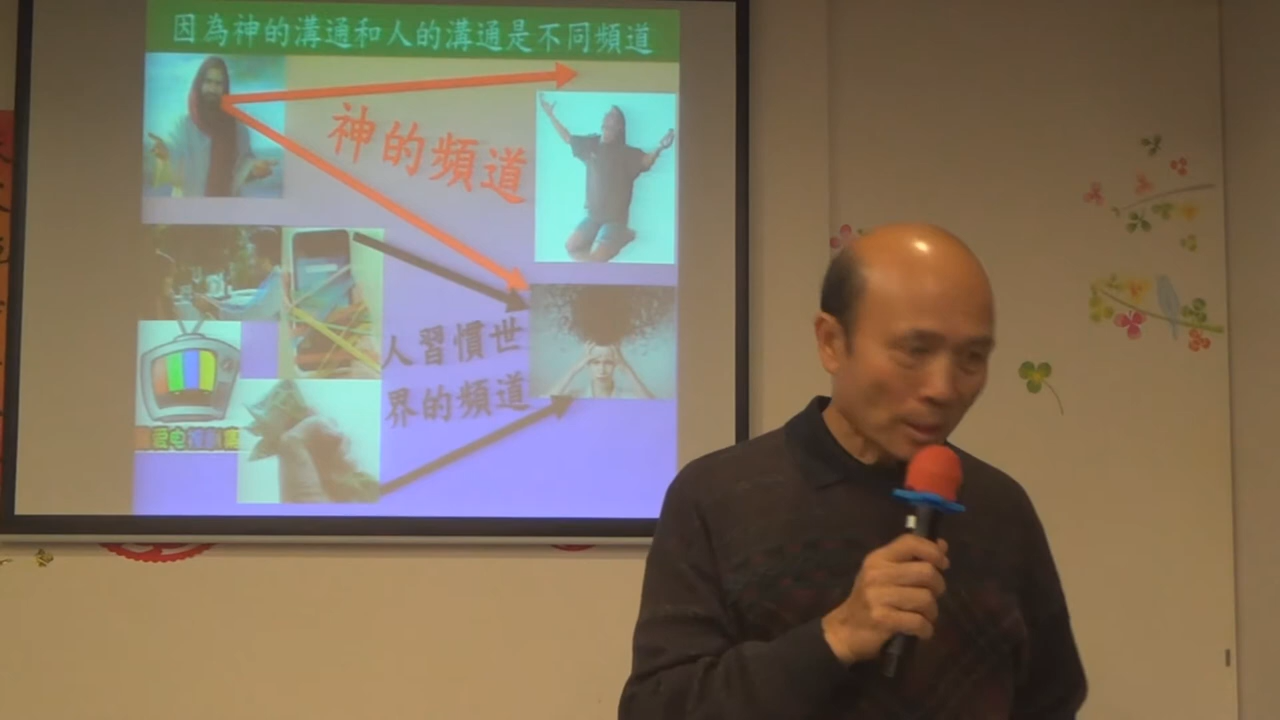 因為神的溝通和人的溝通是不同頻道
神的頻道
人習慣世
界的頻道